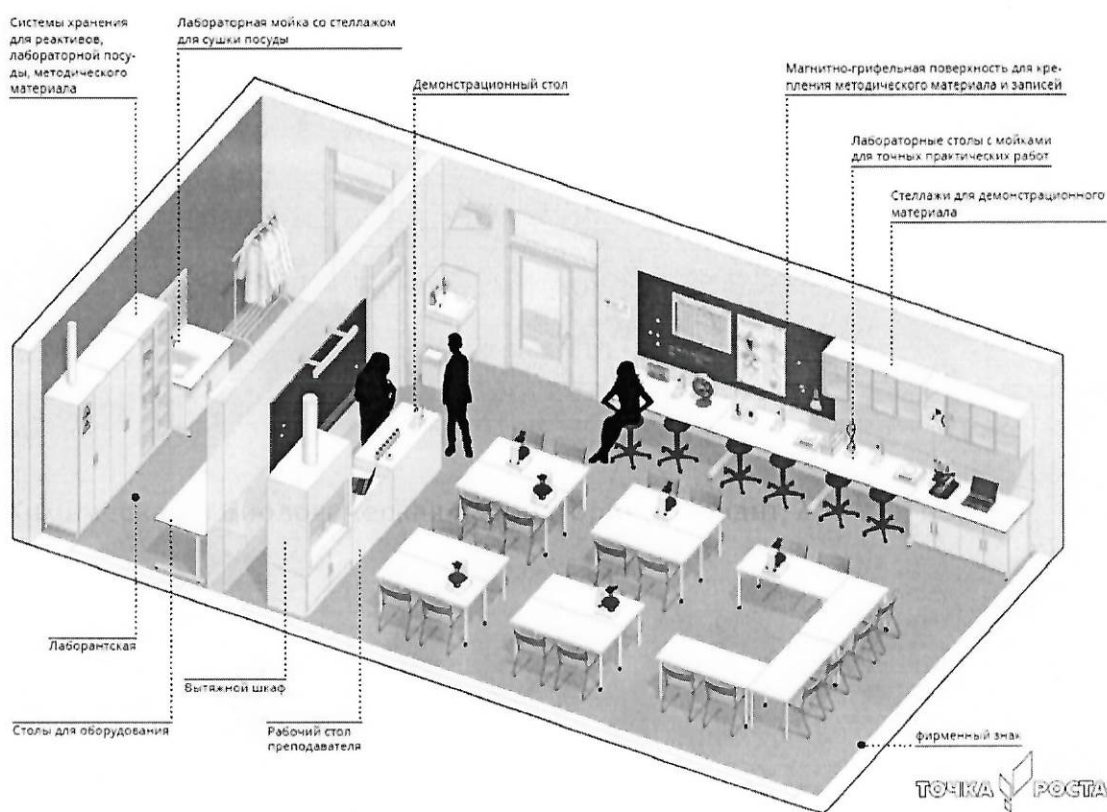 Системы хранения
для реактивов,
лабораторной посу-
ды, методического
материала
Лабораторная мойка со стеллажом
для сушки посуды
Демонстрационный стол
Магнитно-грифельная поверхность для кре-
пления методического материала и записей
Лабораторные столы с мойками
для точных практических работ
Стеллажи для демонстрационного
материала
Лаборантская
Вытяжной шкаф
Столы для оборудования
Рабочий стол
преподавателя
фирменный знак
ТОЧКА РОСТА